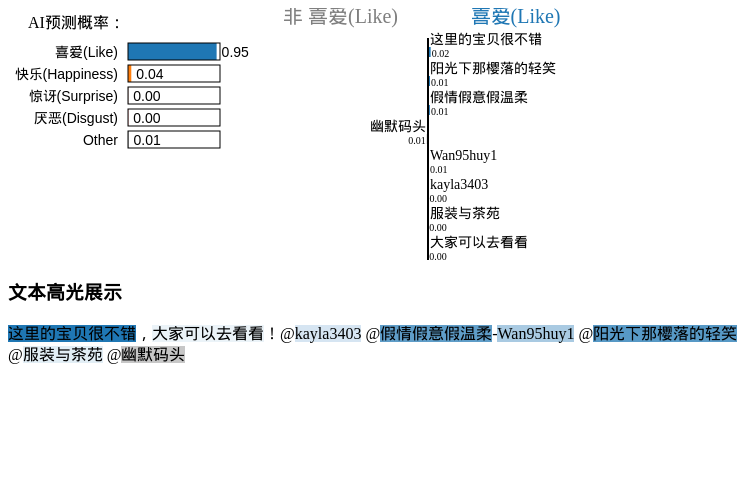 AI预测概率：
喜爱(Like) 0.95
快乐(Happiness) 0.04
惊讶(Surprise) 0.00
厌恶(Disgust) 0.00
Other 0.01
非 喜爱(Like) 喜爱(Like)
这里的宝贝很不错
0.02
阳光下那樱落的轻笑
0.01
假情假意假温柔
0.01
幽默码头
0.01
Wan95huy1
0.01
kayla3403
0.00
服装与茶苑
0.00
大家可以去看看
0.00
文本高光展示
这里的宝贝很不错，大家可以去看看！@kayla3403 @假情假意假温柔-Wan95huy1 @阳光下那樱落的轻笑
@服装与茶苑 @幽默码头